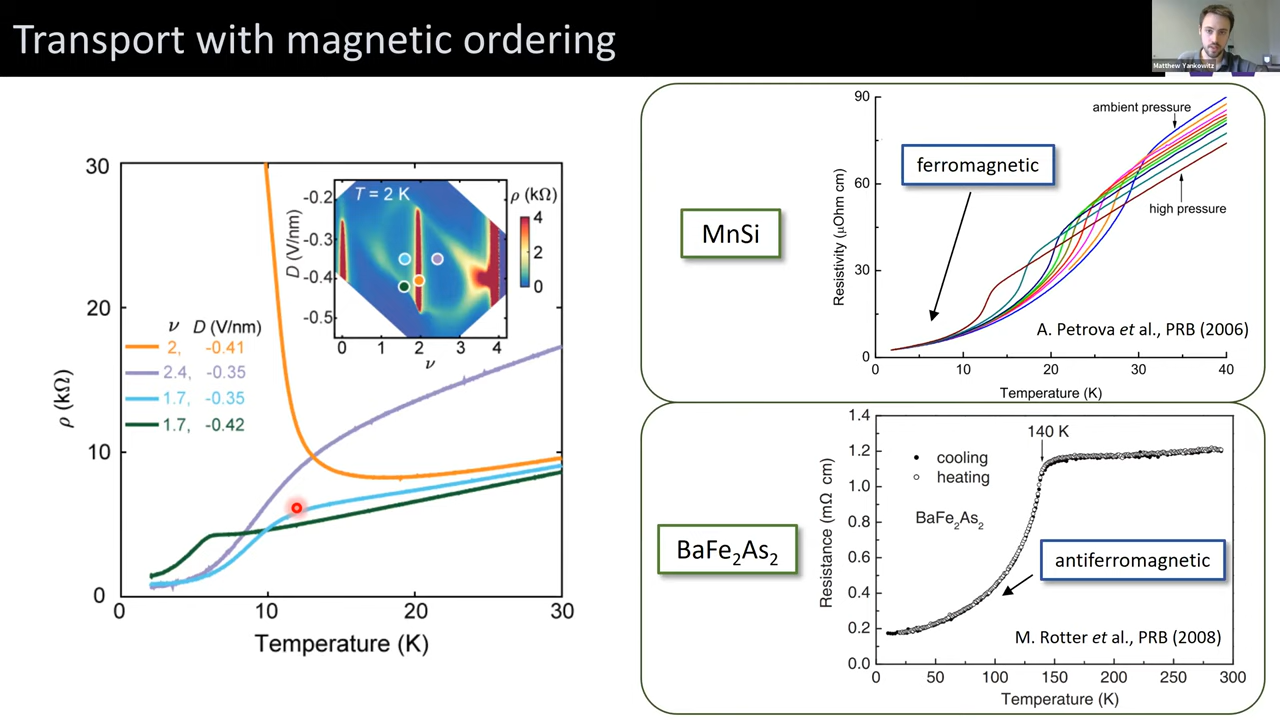 Transport with magnetic ordering
Matthew Yankowitz
30
20
10
0
0
10
20
30
ρ (kΩ)
Temperature (K)
ν D (V/nm)
2, -0.41
2.4, -0.35
1.7, -0.35
1.7, -0.42
T = 2 K
-0.2
-0.3
-0.4
-0.5
D (V/nm)
0 1 2 3 4
ν
ρ (kΩ)
4
2
0
MnSi
90
60
30
0
0 10 20 30 40
Resistivity (μOhm cm)
Temperature (K)
ambient pressure
ferromagnetic
high pressure
A. Petrova et al., PRB (2006)
BaFe₂As₂
1.4
1.2
1.0
0.8
0.6
0.4
0.2
0.0
0 50 100 150 200 250 300
Resistance (mΩ cm)
Temperature (K)
140 K
cooling
heating
BaFe₂As₂
antiferromagnetic
M. Rotter et al., PRB (2008)